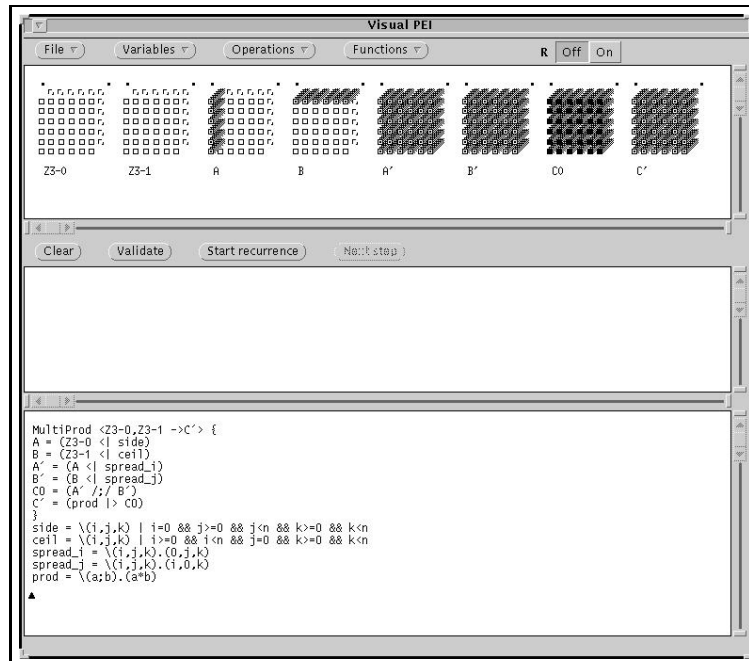 Visual PEI
File Variables Operations Functions R Off On
Z3-0 Z3-1 A B A´ B´ C0 C´
Clear Validate Start recurrence Next step
MultiProd <Z3-0,Z3-1 ->C´> {
A = (Z3-0 <| side)
B = (Z3-1 <| ceil)
A´ = (A <| spread_i)
B´ = (B <| spread_j)
C0 = (A´ /;/ B´)
C´ = (prod |> C0)
}
side = \(i,j,k) | i=0 && j>=0 && j<n && k>=0 && k<n
ceil = \(i,j,k) | i>=0 && i<n && j=0 && k>=0 && k<n
spread_i = \(i,j,k).(0,j,k)
spread_j = \(i,j,k).(i,0,k)
prod = \(a;b).(a*b)